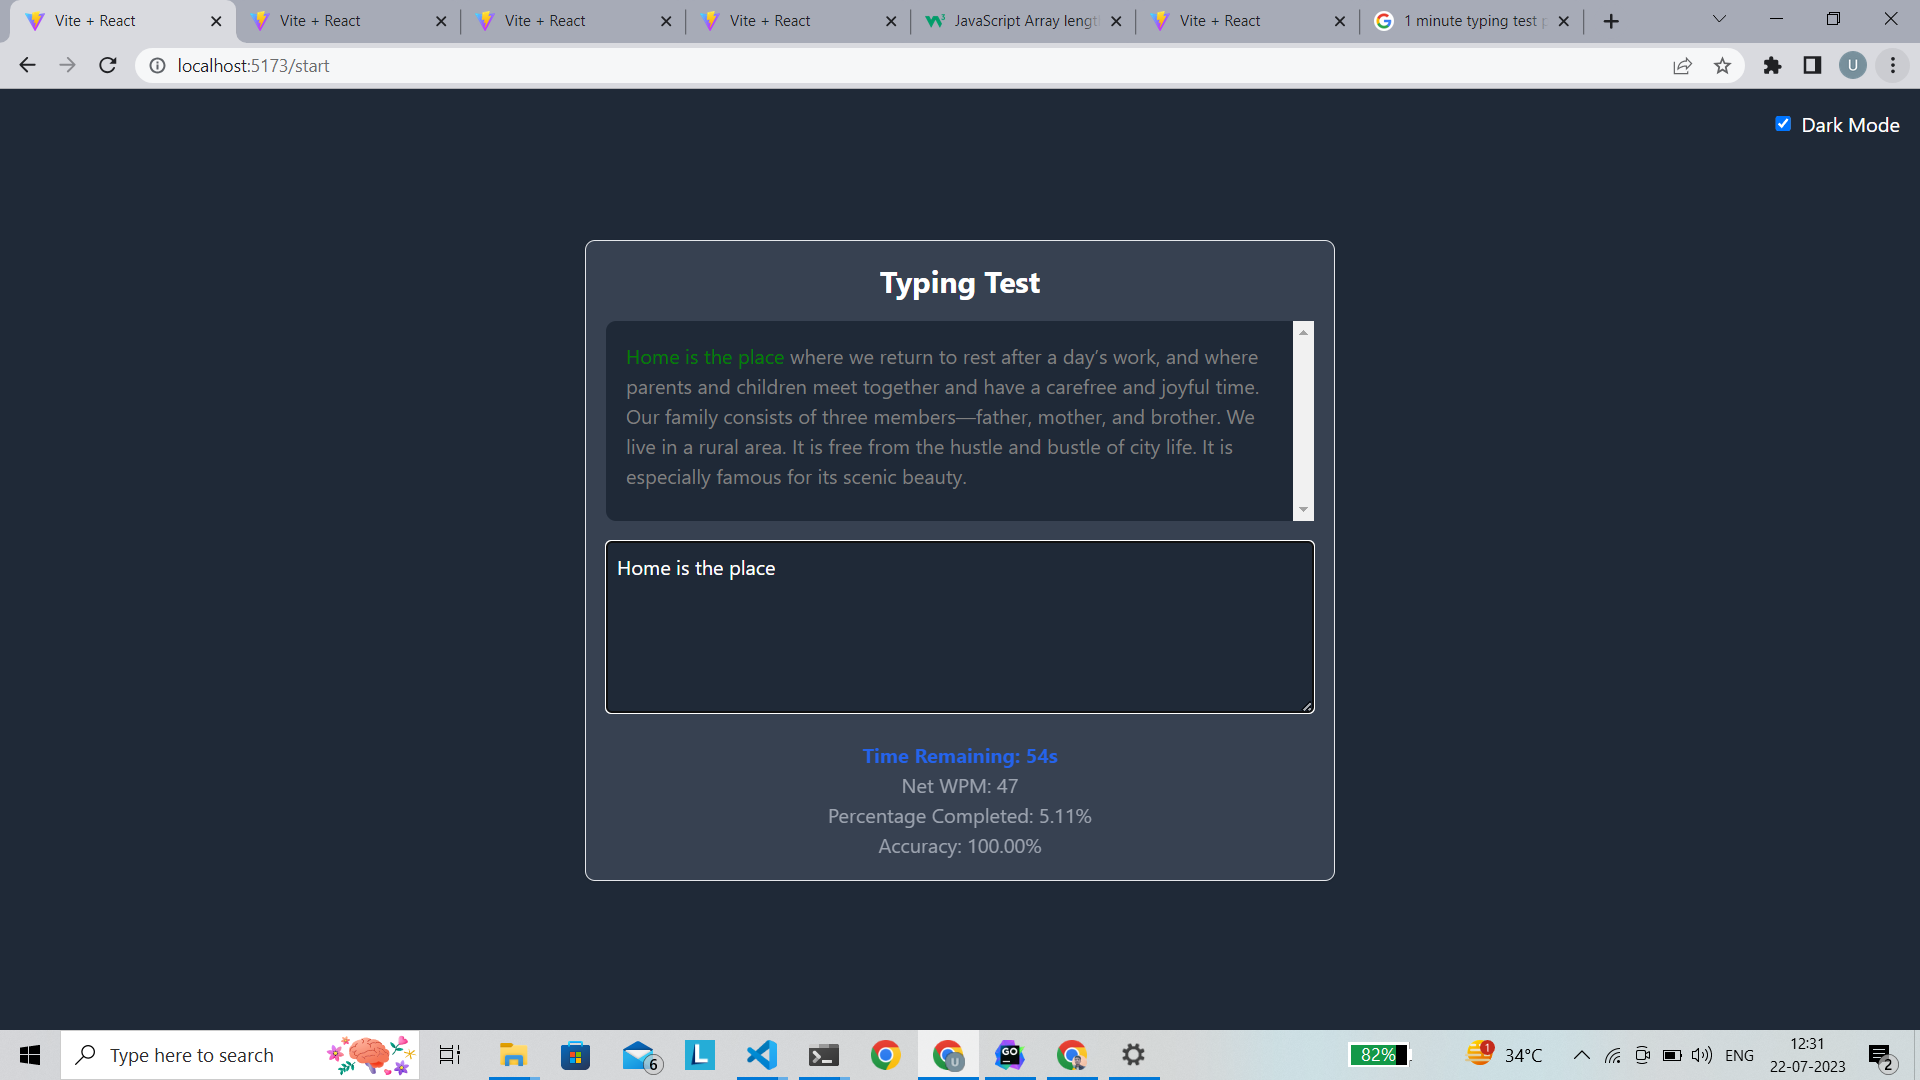 Vite + React
Vite + React
Vite + React
Vite + React
JavaScript Array lengt
Vite + React
1 minute typing test p
localhost:5173/start
U
Dark Mode
Typing Test
Home is the place where we return to rest after a day’s work, and where
parents and children meet together and have a carefree and joyful time.
Our family consists of three members—father, mother, and brother. We
live in a rural area. It is free from the hustle and bustle of city life. It is
especially famous for its scenic beauty.
Home is the place
Time Remaining: 54s
Net WPM: 47
Percentage Completed: 5.11%
Accuracy: 100.00%
Type here to search
6
L
U
GO
82%
1
34°C
ENG
12:31
22-07-2023
2